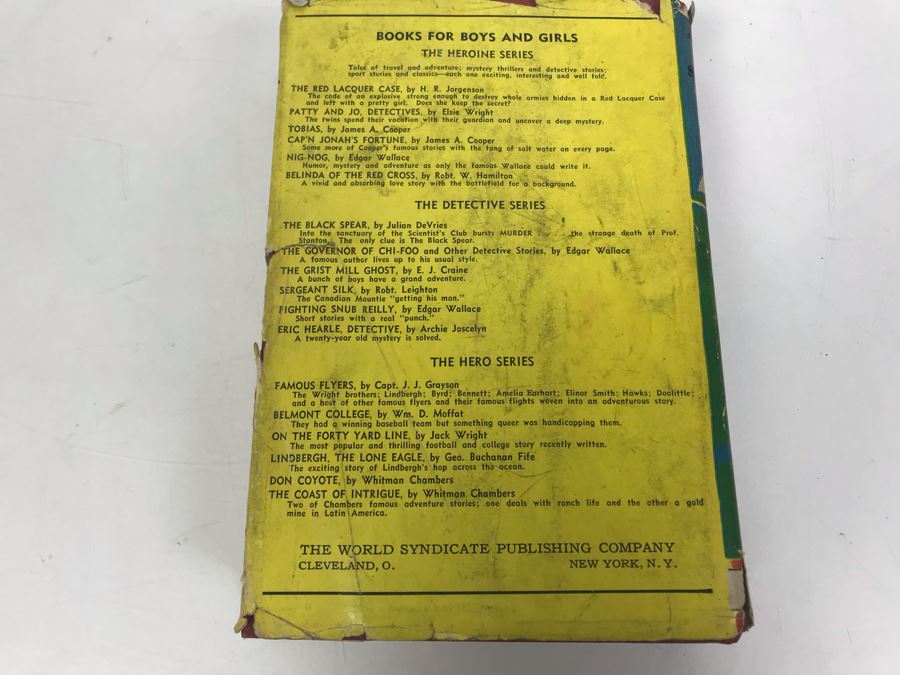 BOOKS FOR BOYS AND GIRLS
THE HEROINE SERIES
Tales of travel and adventure; mystery thrillers and detective stories;
sport stories and classics—each one exciting, interesting and well told.
THE RED LACQUER CASE, by H. R. Jorgenson
The code of an explosive strong enough to destroy whole armies hidden in a Red Lacquer Case
and left with a pretty girl. Does she keep the secret?
PATTY AND JO, DETECTIVES, by Elsie Wright
The twins spend their vacation with their guardian and uncover a deep mystery.
TOBIAS, by James A. Cooper
CAP'N JONAH'S FORTUNE, by James A. Cooper
Some more of Cooper's famous stories with the tang of salt water on every page.
NIG-NOG, by Edgar Wallace
Humor, mystery and adventure as only the famous Wallace could write it.
BELINDA OF THE RED CROSS, by Robt. W. Hamilton
A vivid and absorbing love story with the battlefield for a background.
THE DETECTIVE SERIES
THE BLACK SPEAR, by Julian DeVries
Into the sanctuary of the Scientist's Club bursts MURDER . . . . the strange death of Prof.
Stanton. The only clue is The Black Spear.
THE GOVERNOR OF CHI-FOO and Other Detective Stories, by Edgar Wallace
A famous author lives up to his usual style.
THE GRIST MILL GHOST, by E. J. Craine
A bunch of boys have a grand adventure.
SERGEANT SILK, by Robt. Leighton
The Canadian Mountie "getting his man."
FIGHTING SNUB REILLY, by Edgar Wallace
Short stories with a real "punch."
ERIC HEARLE, DETECTIVE, by Archie Joscelyn
A twenty-year old mystery is solved.
THE HERO SERIES
FAMOUS FLYERS, by Capt. J. J. Grayson
The Wright brothers; Lindbergh; Byrd; Bennett; Amelia Earhart; Elinor Smith; Hawks; Doolittle;
and a host of other famous flyers and their famous flights woven into an adventurous story.
BELMONT COLLEGE, by Wm. D. Moffat
They had a winning baseball team but something queer was handicapping them.
ON THE FORTY YARD LINE, by Jack Wright
The most popular and thrilling football and college story recently written.
LINDBERGH, THE LONE EAGLE, by Geo. Buchanan Fife
The exciting story of Lindbergh's hop across the ocean.
DON COYOTE, by Whitman Chambers
THE COAST OF INTRIGUE, by Whitman Chambers
Two of Chambers famous adventure stories; one deals with ranch life and the other a gold
mine in Latin America.
THE WORLD SYNDICATE PUBLISHING COMPANY
CLEVELAND, O. NEW YORK, N. Y.